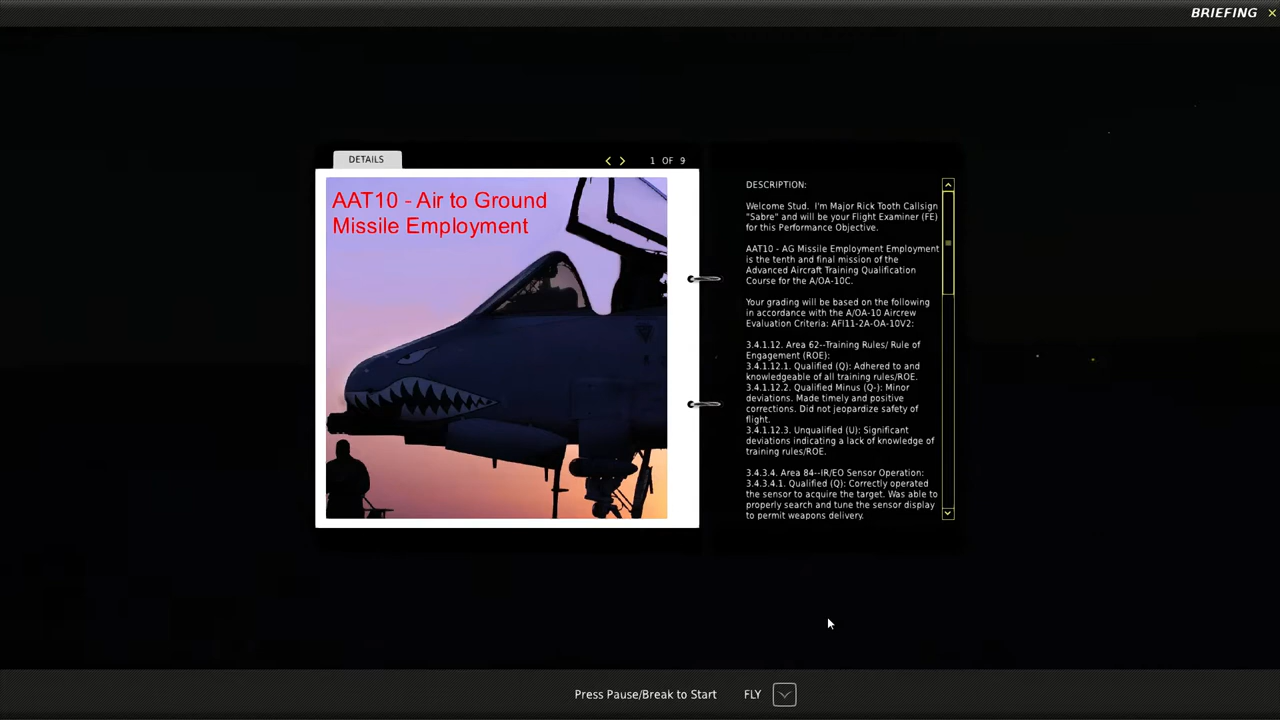 BRIEFING
DETAILS
1 OF 9
AAT10 - Air to Ground
Missile Employment
DESCRIPTION:
Welcome Stud. I'm Major Rick Tooth Callsign
"Sabre" and will be your Flight Examiner (FE)
for this Performance Objective.
AAT10 - AG Missile Employment Employment
is the tenth and final mission of the
Advanced Aircraft Training Qualification
Course for the A/OA-10C.
Your grading will be based on the following
in accordance with the A/OA-10 Aircrew
Evaluation Criteria: AFI11-2A-OA-10V2:
3.4.1.12. Area 62--Training Rules/ Rule of
Engagement (ROE):
3.4.1.12.1. Qualified (Q): Adhered to and
knowledgeable of all training rules/ROE.
3.4.1.12.2. Qualified Minus (Q-): Minor
deviations. Made timely and positive
corrections. Did not jeopardize safety of
flight.
3.4.1.12.3. Unqualified (U): Significant
deviations indicating a lack of knowledge of
training rules/ROE.
3.4.3.4. Area 84--IR/EO Sensor Operation:
3.4.3.4.1. Qualified (Q): Correctly operated
the sensor to acquire the target. Was able to
properly search and tune the sensor display
to permit weapons delivery.
Press Pause/Break to Start
FLY